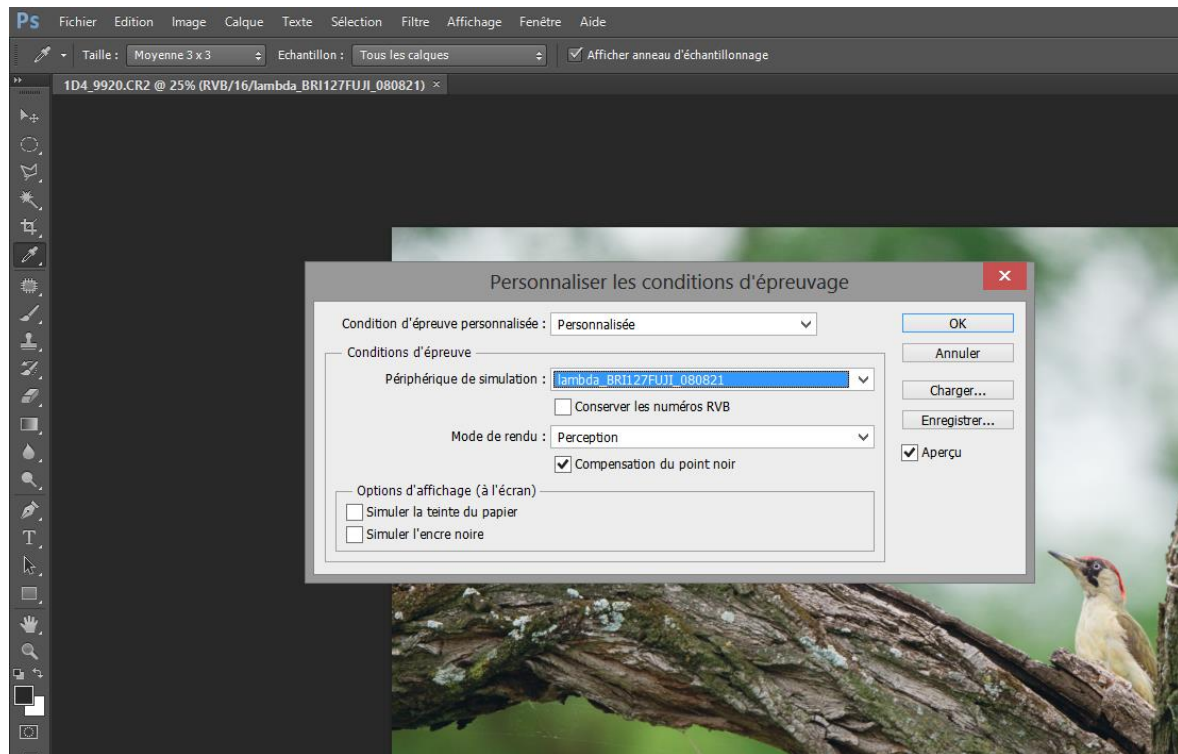 Ps Fichier Edition Image Calque Texte Sélection Filtre Affichage Fenêtre Aide
Taille : Moyenne 3 x 3 Echantillon : Tous les calques Afficher anneau d'échantillonnage
1D4_9920.CR2 @ 25% (RVB/16/lambda_BRI127FUJI_080821) ×
Personnaliser les conditions d'épreuvage
Condition d'épreuve personnalisée : Personnalisée
OK
Conditions d'épreuve
Annuler
Périphérique de simulation : lambda_BRI127FUJI_080821
Charger...
Conserver les numéros RVB
Enregistrer...
Mode de rendu : Perception
Aperçu
Compensation du point noir
Options d'affichage (à l'écran)
Simuler la teinte du papier
Simuler l'encre noire